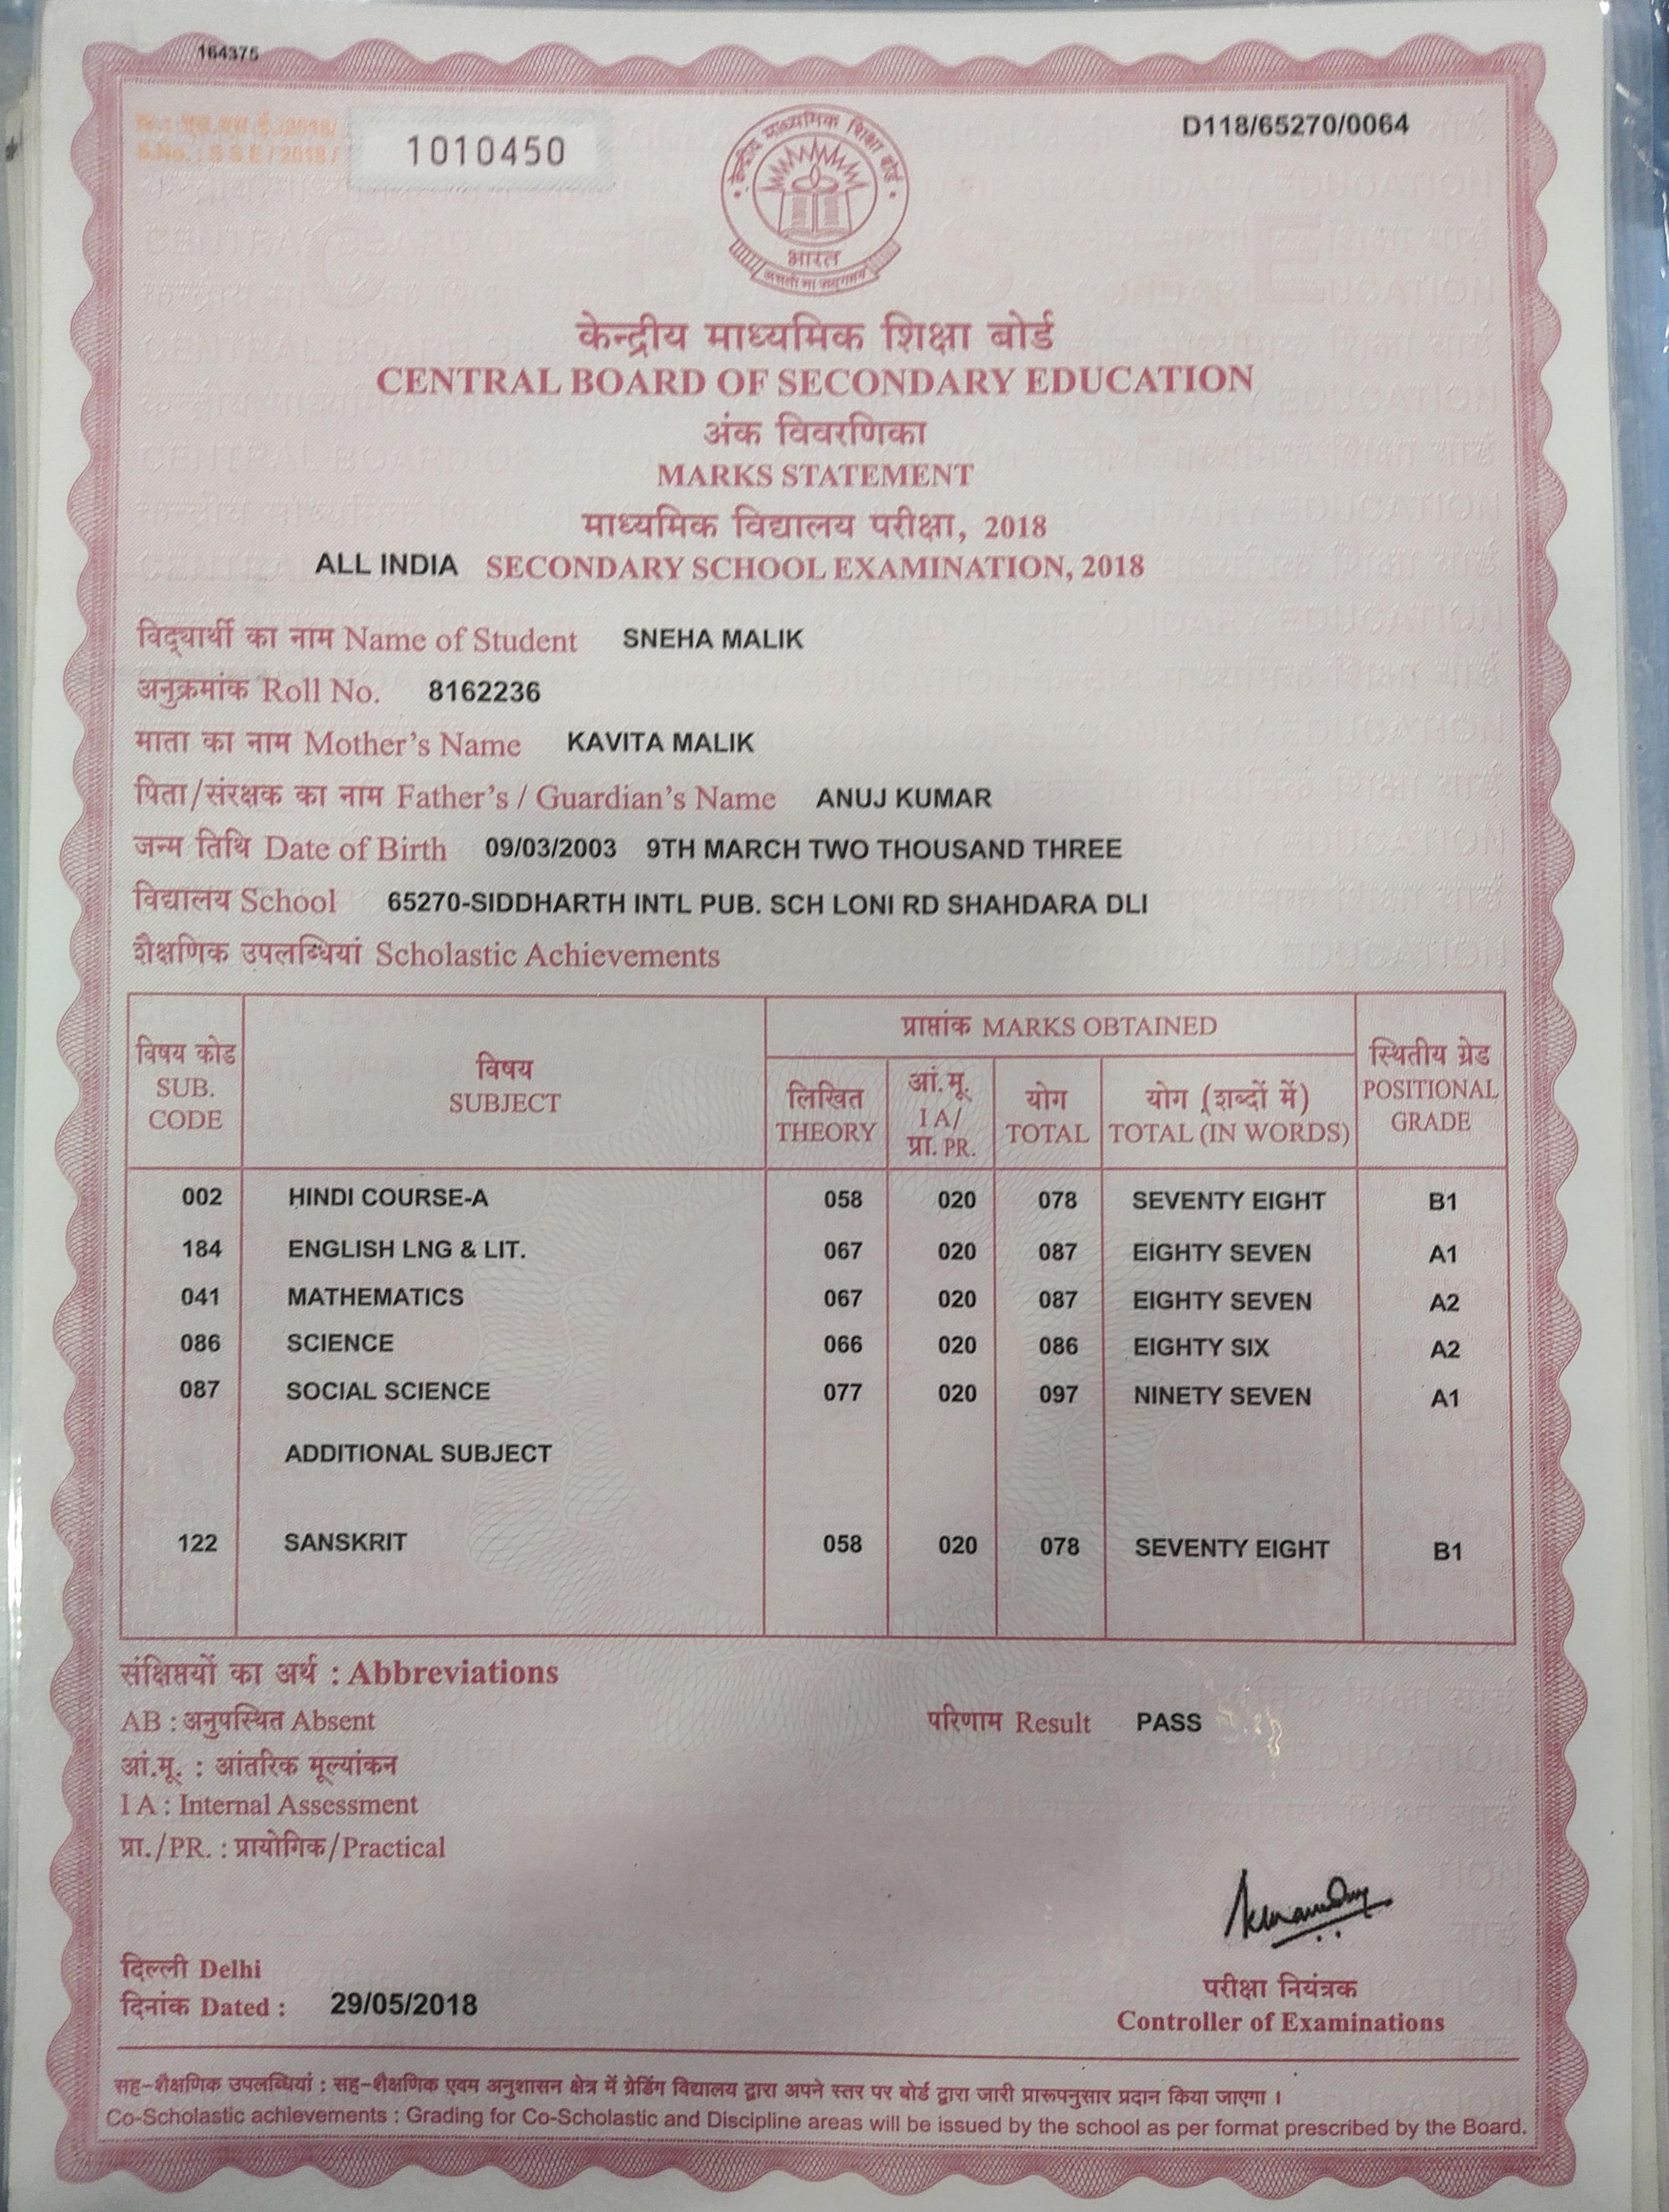 164375
क्र. : एस.एस.ई./2018/
S.No. : S S E / 2018 /
1010450
D118/65270/0064
केन्द्रीय माध्यमिक शिक्षा बोर्ड
भारत
असतो मा सद्गमय
केन्द्रीय माध्यमिक शिक्षा बोर्ड
CENTRAL BOARD OF SECONDARY EDUCATION
अंक विवरणिका
MARKS STATEMENT
माध्यमिक विद्यालय परीक्षा, 2018
ALL INDIA SECONDARY SCHOOL EXAMINATION, 2018
विद्यार्थी का नाम Name of Student SNEHA MALIK
अनुक्रमांक Roll No. 8162236
माता का नाम Mother's Name KAVITA MALIK
पिता/संरक्षक का नाम Father's / Guardian's Name ANUJ KUMAR
जन्म तिथि Date of Birth 09/03/2003 9TH MARCH TWO THOUSAND THREE
विद्यालय School 65270-SIDDHARTH INTL PUB. SCH LONI RD SHAHDARA DLI
शैक्षणिक उपलब्धियां Scholastic Achievements
विषय कोड SUB. CODE विषय SUBJECT प्राप्तांक MARKS OBTAINED स्थितीय ग्रेड POSITIONAL GRADE
लिखित THEORY आं.मू. I A/ प्रा. PR. योग TOTAL योग (शब्दों में) TOTAL (IN WORDS)
002 HINDI COURSE-A 058 020 078 SEVENTY EIGHT B1
184 ENGLISH LNG & LIT. 067 020 087 EIGHTY SEVEN A1
041 MATHEMATICS 067 020 087 EIGHTY SEVEN A2
086 SCIENCE 066 020 086 EIGHTY SIX A2
087 SOCIAL SCIENCE 077 020 097 NINETY SEVEN A1
ADDITIONAL SUBJECT
122 SANSKRIT 058 020 078 SEVENTY EIGHT B1
संक्षिप्तयों का अर्थ : Abbreviations
AB : अनुपस्थित Absent
परिणाम Result PASS
आं.मू. : आंतरिक मूल्यांकन
I A : Internal Assessment
प्रा./PR. : प्रायोगिक/Practical
दिल्ली Delhi
दिनांक Dated : 29/05/2018
परीक्षा नियंत्रक
Controller of Examinations
सह-शैक्षणिक उपलब्धियां : सह-शैक्षणिक एवम अनुशासन क्षेत्र में ग्रेडिंग विद्यालय द्वारा अपने स्तर पर बोर्ड द्वारा जारी प्रारूपनुसार प्रदान किया जाएगा ।
Co-Scholastic achievements : Grading for Co-Scholastic and Discipline areas will be issued by the school as per format prescribed by the Board.